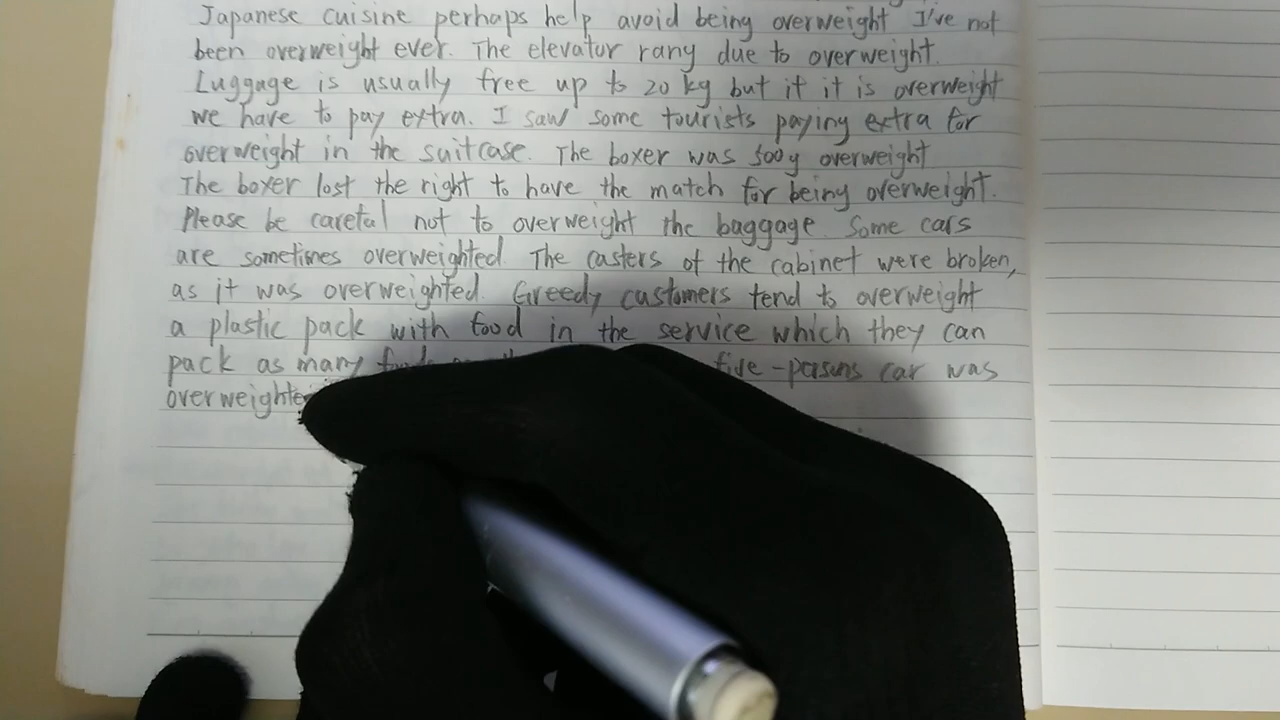 Japanese cuisine perhaps help avoid being overweight I've not
been overweight ever. The elevator rang due to overweight.
Luggage is usually free up to 20 kg but it it is overweight
we have to pay extra. I saw some tourists paying extra for
overweight in the suitcase. The boxer was 500g overweight
The boxer lost the right to have the match for being overweight.
Please be careful not to overweight the baggage. Some cars
are sometimes overweighted. The casters of the cabinet were broken,
as it was overweighted. Greedy customers tend to overweight
a plastic pack with food in the service which they can
pack as many five-persons car was